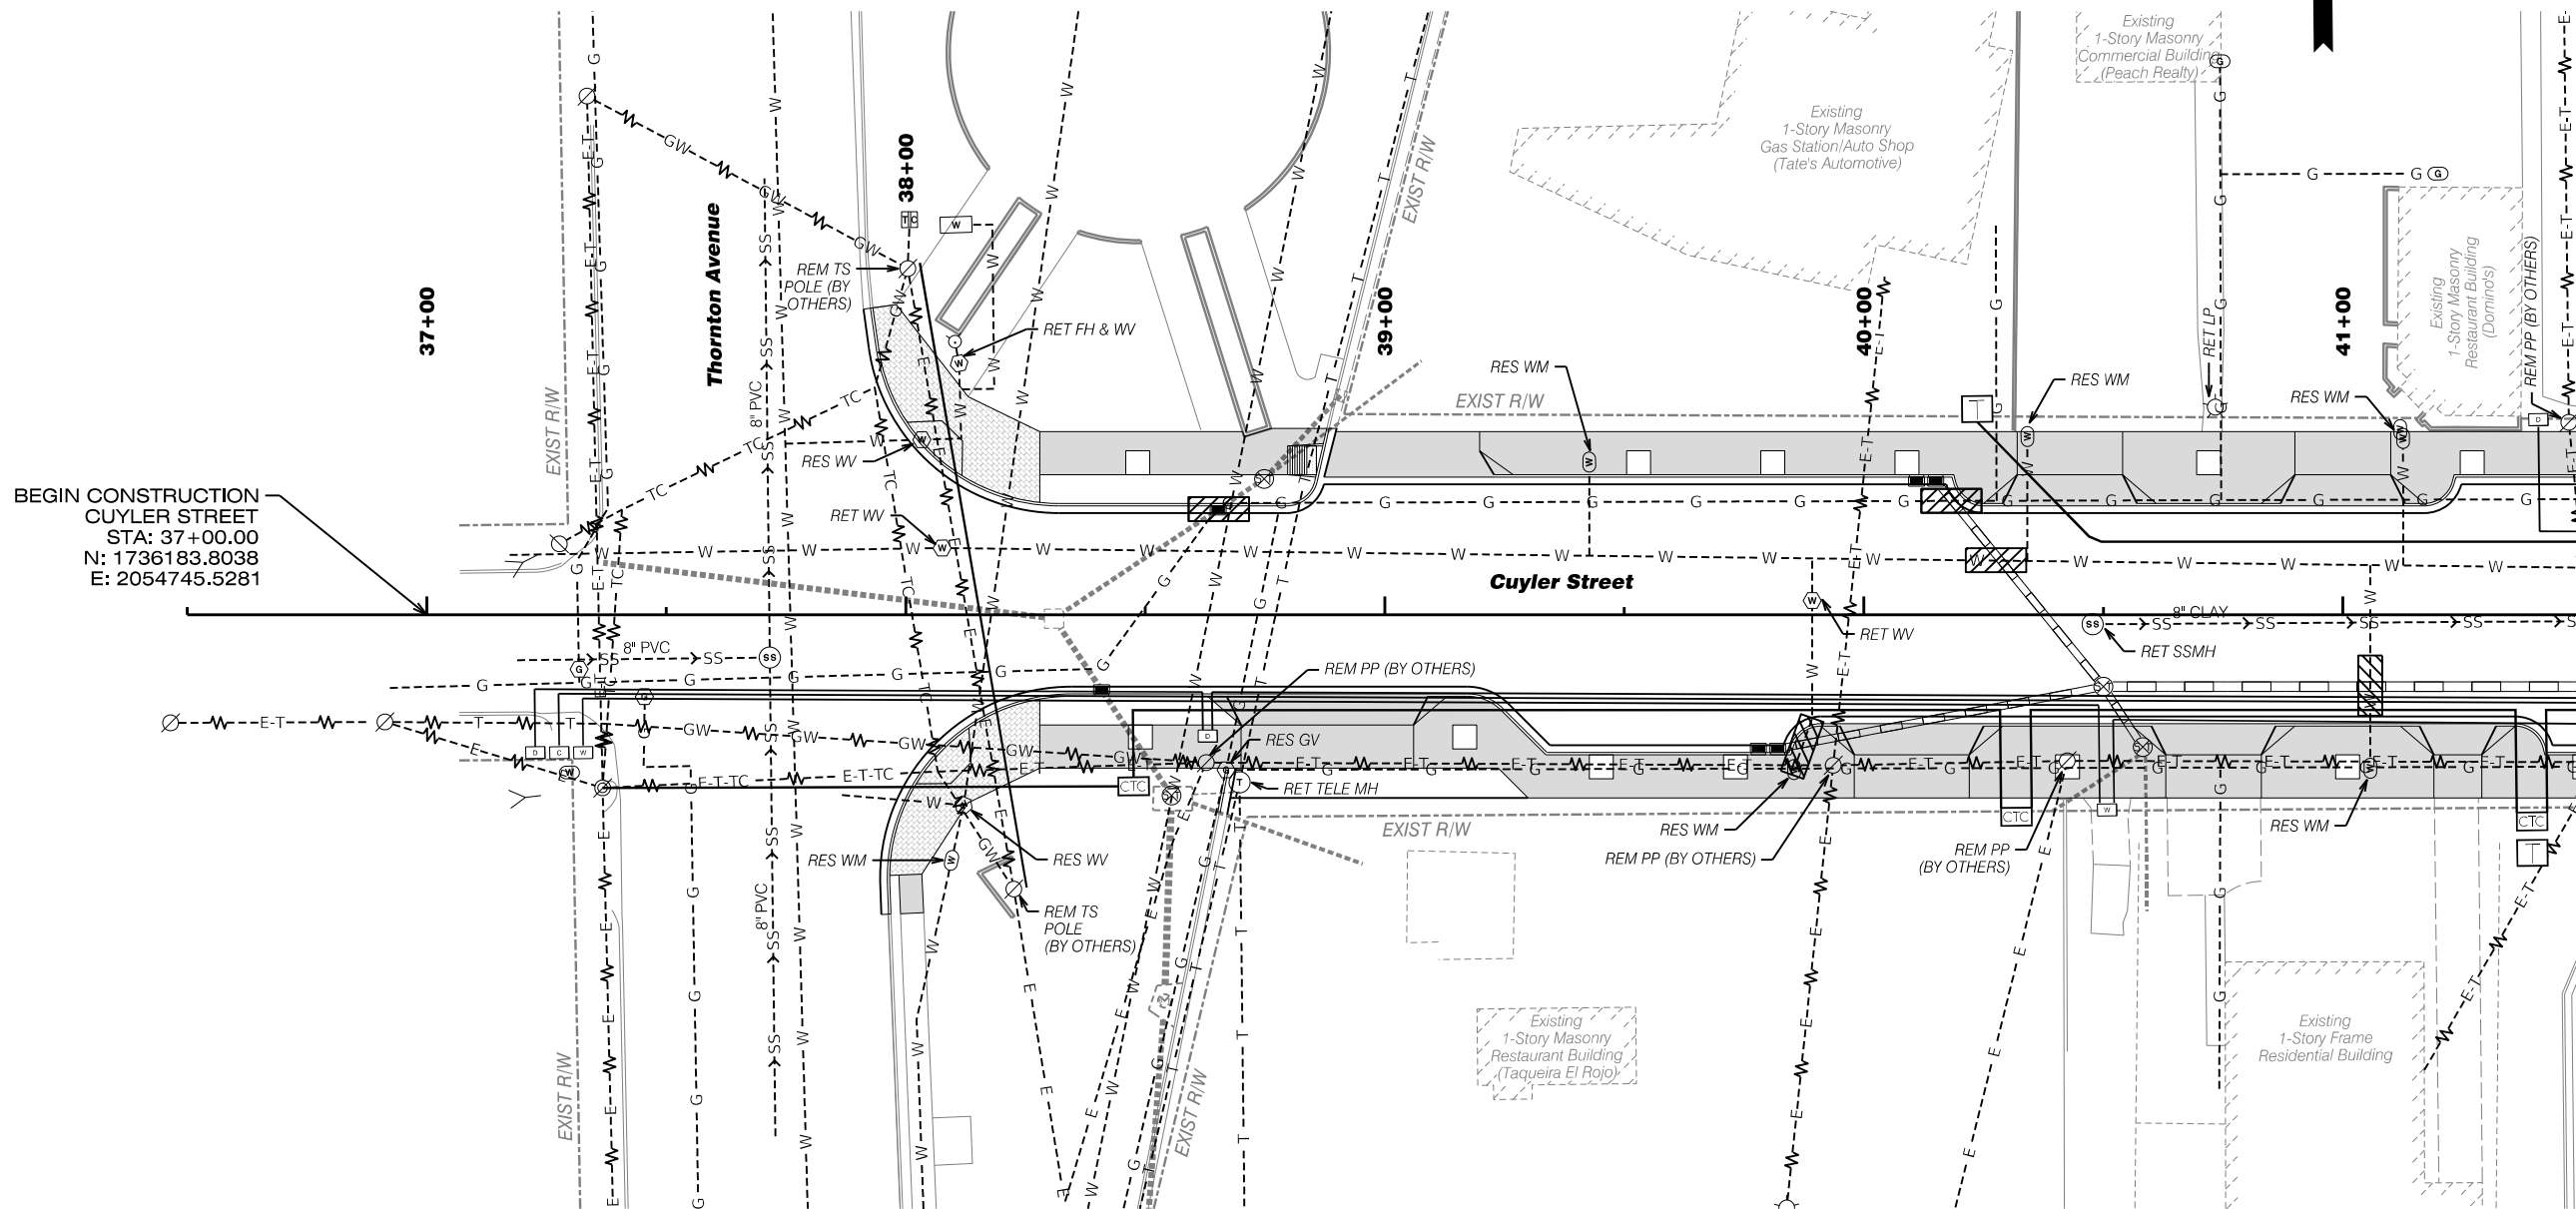 Existing
1-Story Masonry
Commercial Building
(Peach Realty)
Existing
1-Story Masonry
Gas Station/Auto Shop
(Tate's Automotive)
Existing
1-Story Masonry
Restaurant Building
(Domino's)
REM PP (BY OTHERS)
Thornton Avenue
37+00
38+00
39+00
40+00
41+00
REM TS
POLE (BY
OTHERS)
RET FH & WV
EXIST R/W
EXIST R/W
EXIST R/W
RES WM
RES WM
RET LP
RES WM
8" PVC
RES WV
RET WV
BEGIN CONSTRUCTION
CUYLER STREET
STA: 37+00.00
N: 1736183.8038
E: 2054745.5281
Cuyler Street
8" CLAY
RET WV
RET SSMH
8" PVC
REM PP (BY OTHERS)
RES GV
RET TELE MH
E-T
E-T-TC
E-T-TC
GW
GW
GW
TC
TC
CTC
CTC
CTC
EXIST R/W
RES WM
RES WM
REM PP (BY OTHERS)
REM PP
(BY OTHERS)
RES WM
RES WV
REM TS
POLE
(BY OTHERS)
8" PVC
EXIST R/W
EXIST R/W
Existing
1-Story Masonry
Restaurant Building
(Taqueira El Rojo)
Existing
1-Story Frame
Residential Building